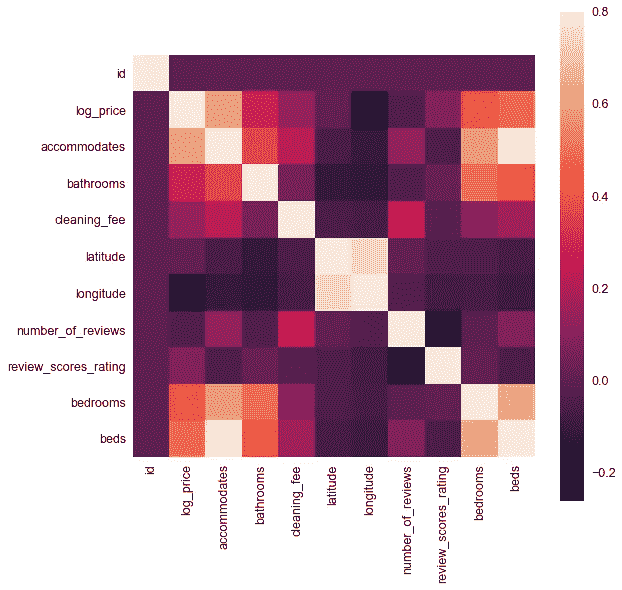 0.8
id
log_price
0.6
accommodates
bathrooms
0.4
cleaning_fee
latitude
0.2
longitude
number_of_reviews
0.0
review_scores_rating
bedrooms
beds
−0.2
id
log_price
accommodates
bathrooms
cleaning_fee
latitude
longitude
number_of_reviews
review_scores_rating
bedrooms
beds